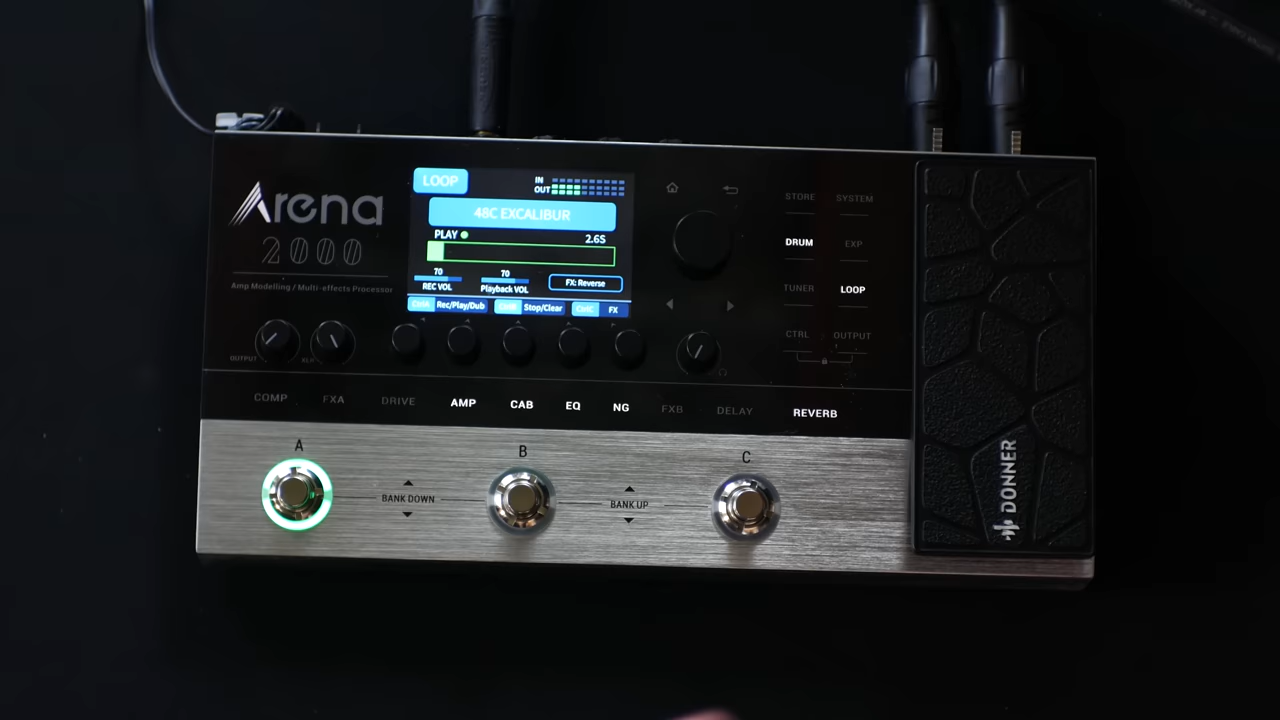 Arena
2000
Amp Modelling / Multi-effects Processor
OUTPUT
LOOP
IN
OUT
48C EXCALIBUR
PLAY
2.6S
70
REC VOL
70
Playback VOL
FX: Reverse
Rec/Play/Dub
Stop/Clear
CtrlC
FX
STORE
SYSTEM
DRUM
EXP
TUNER
LOOP
CTRL
OUTPUT
COMP
FXA
DRIVE
AMP
CAB
EQ
NG
FXB
DELAY
REVERB
A
BANK DOWN
B
BANK UP
C
DONNER